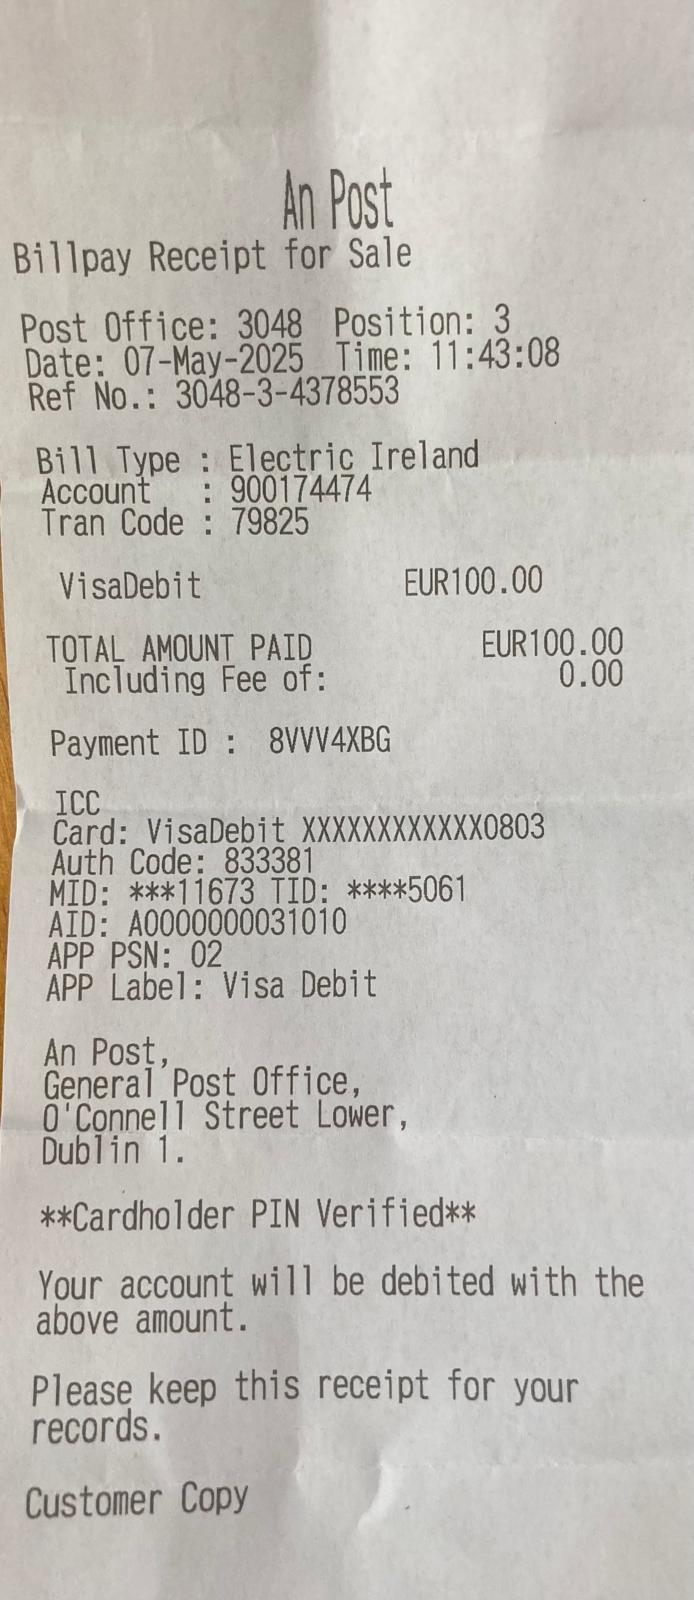 An Post
Billpay Receipt for Sale
Post Office: 3048 Position: 3
Date: 07-May-2025 Time: 11:43:08
Ref No.: 3048-3-4378553
Bill Type : Electric Ireland
Account : 900174474
Tran Code : 79825
VisaDebit EUR100.00
TOTAL AMOUNT PAID EUR100.00
Including Fee of: 0.00
Payment ID : 8VVV4XBG
ICC
Card: VisaDebit XXXXXXXXXXXX0803
Auth Code: 833381
MID: ***11673 TID: ****5061
AID: A0000000031010
APP PSN: 02
APP Label: Visa Debit
An Post,
General Post Office,
O'Connell Street Lower,
Dublin 1.
**Cardholder PIN Verified**
Your account will be debited with the
above amount.
Please keep this receipt for your
records.
Customer Copy